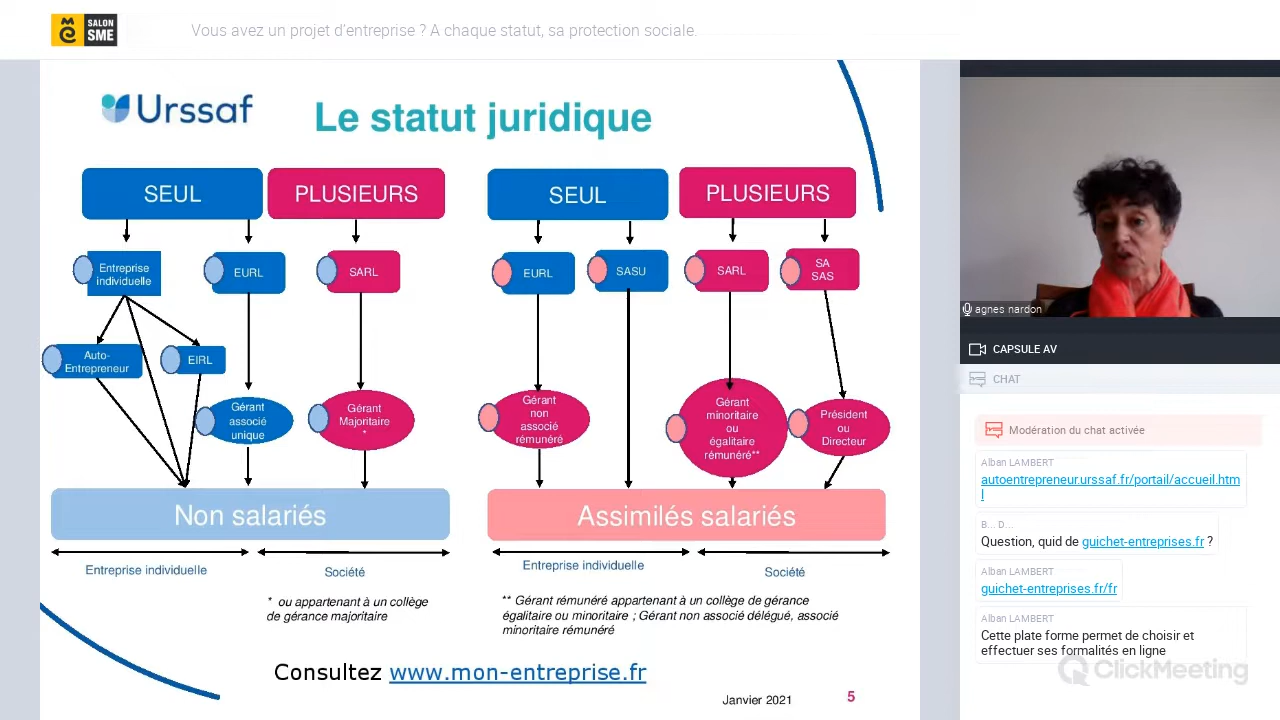 SALON
SME
Vous avez un projet d'entreprise ? A chaque statut, sa protection sociale.
Urssaf
Le statut juridique
SEUL
PLUSIEURS
SEUL
PLUSIEURS
Entreprise
individuelle
EURL
SARL
EURL
SASU
SARL
SA
SAS
Auto-
Entrepreneur
EIRL
Gérant
associé
unique
Gérant
Majoritaire
*
Gérant
non
associé
rémunéré
Gérant
minoritaire
ou
égalitaire
rémunéré**
Président
ou
Directeur
Non salariés
Assimilés salariés
Entreprise individuelle
Société
Entreprise individuelle
Société
* ou appartenant à un collège
de gérance majoritaire
** Gérant rémunéré appartenant à un collège de gérance
égalitaire ou minoritaire ; Gérant non associé délégué, associé
minoritaire rémunéré
Consultez www.mon-entreprise.fr
Janvier 2021
5
agnes nardon
CAPSULE AV
CHAT
Modération du chat activée
Alban LAMBERT
autoentrepreneur.urssaf.fr/portail/accueil.htm
l
B... D...
Question, quid de guichet-entreprises.fr ?
Alban LAMBERT
guichet-entreprises.fr/fr
Alban LAMBERT
Cette plate forme permet de choisir et
effectuer ses formalités en ligne
ClickMeeting